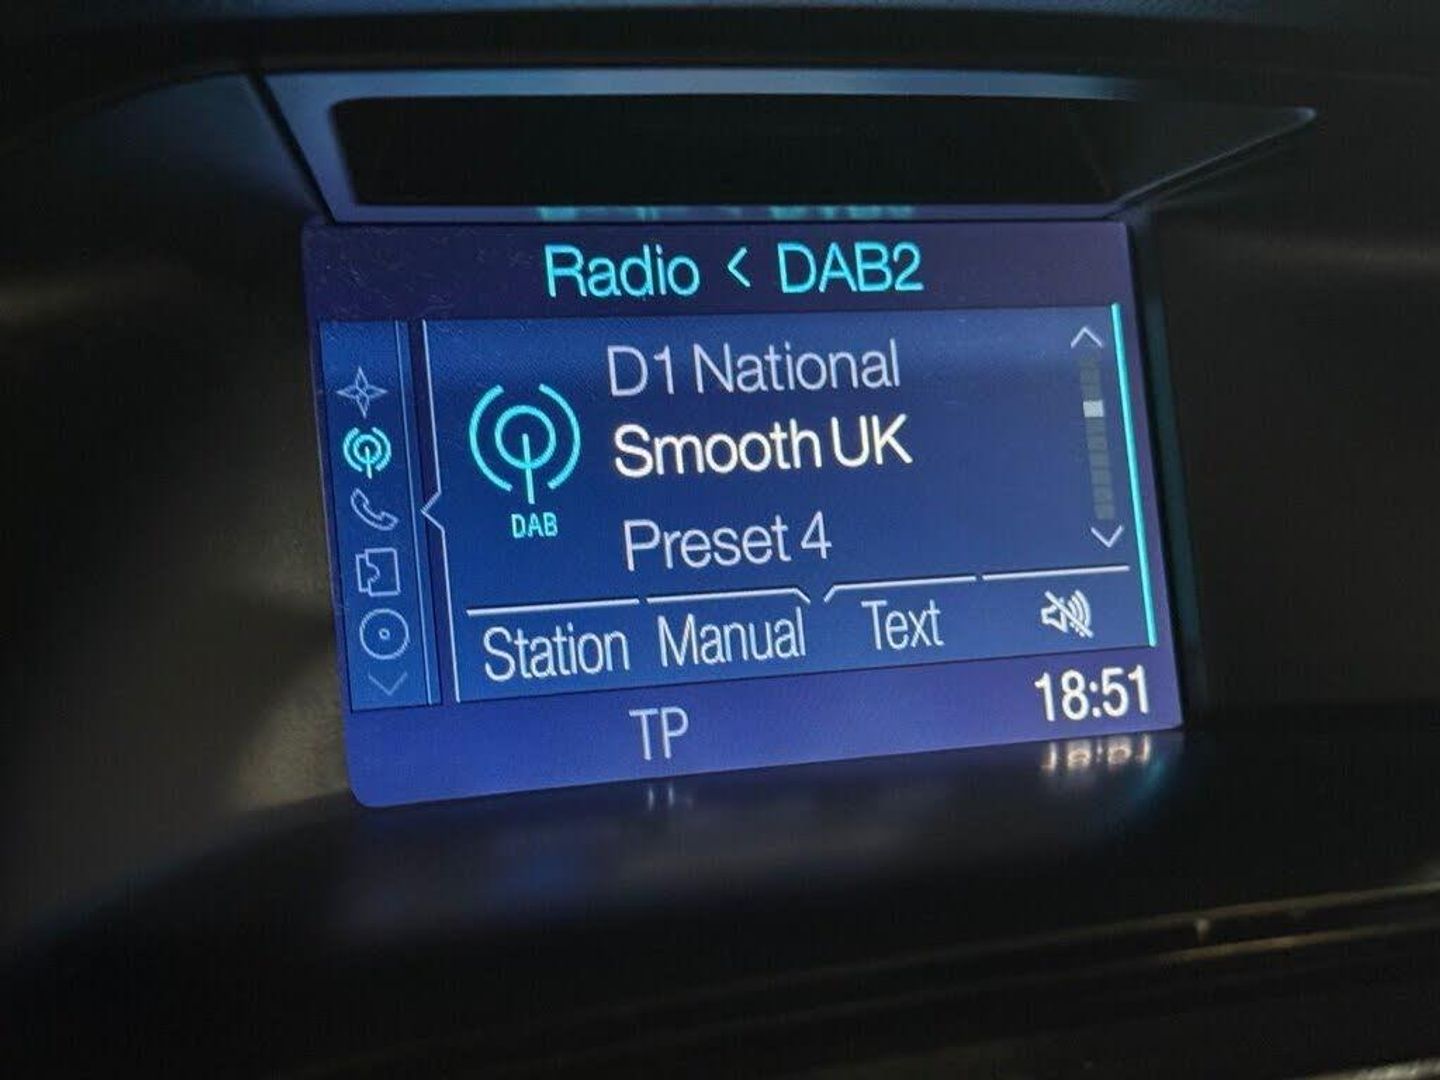 Radio < DAB2
D1 National
Smooth UK
DAB
Preset 4
Station Manual Text
TP 18:51